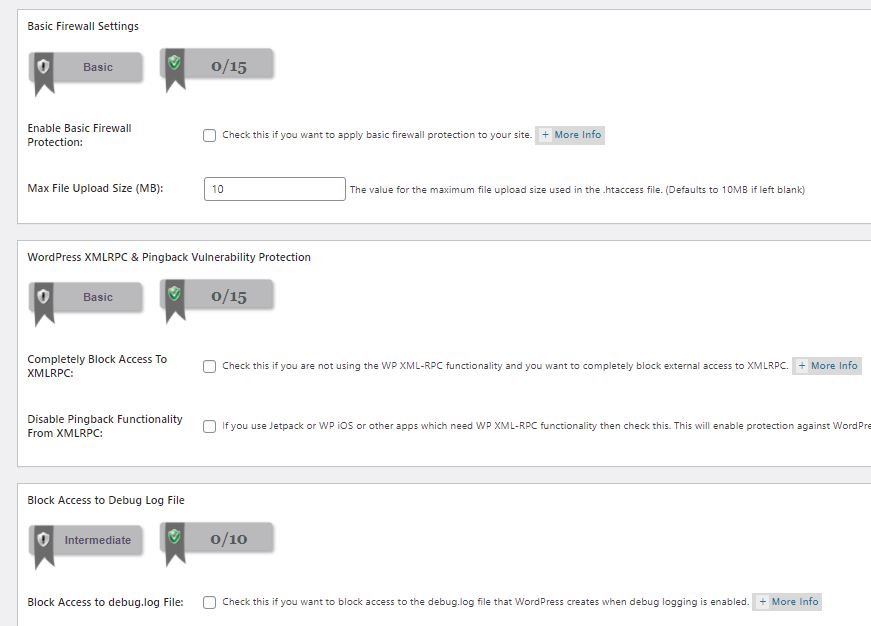 Basic Firewall Settings
Basic 0/15
Enable Basic Firewall
Protection:
Check this if you want to apply basic firewall protection to your site. + More Info
Max File Upload Size (MB): 10 The value for the maximum file upload size used in the .htaccess file. (Defaults to 10MB if left blank)
WordPress XMLRPC & Pingback Vulnerability Protection
Basic 0/15
Completely Block Access To
XMLRPC:
Check this if you are not using the WP XML-RPC functionality and you want to completely block external access to XMLRPC. + More Info
Disable Pingback Functionality
From XMLRPC:
If you use Jetpack or WP iOS or other apps which need WP XML-RPC functionality then check this. This will enable protection against WordPre
Block Access to Debug Log File
Intermediate 0/10
Block Access to debug.log File: Check this if you want to block access to the debug.log file that WordPress creates when debug logging is enabled. + More Info